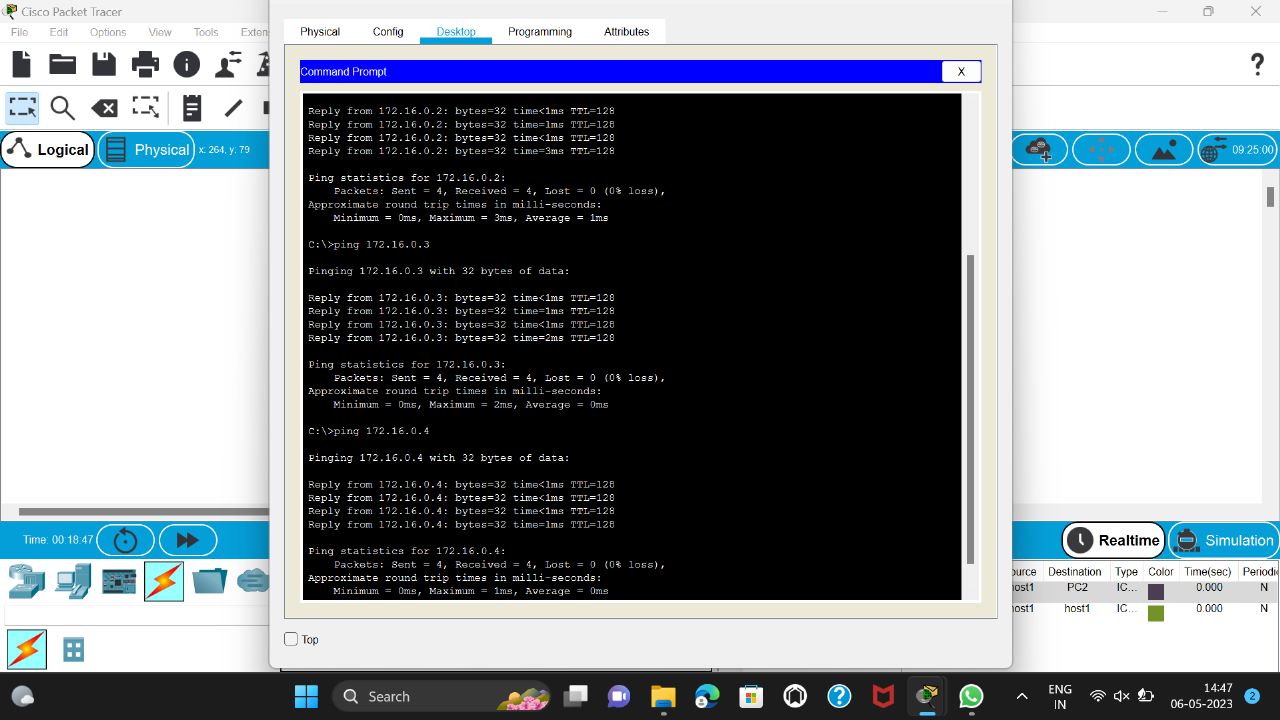 Cisco Packet Tracer
File Edit Options View Tools Exten
Physical Config Desktop Programming Attributes
Command Prompt
X
?
Logical
Physical
x: 264, y: 79
09:25:00
Reply from 172.16.0.2: bytes=32 time<1ms TTL=128
Reply from 172.16.0.2: bytes=32 time=1ms TTL=128
Reply from 172.16.0.2: bytes=32 time<1ms TTL=128
Reply from 172.16.0.2: bytes=32 time=3ms TTL=128
Ping statistics for 172.16.0.2:
Packets: Sent = 4, Received = 4, Lost = 0 (0% loss),
Approximate round trip times in milli-seconds:
Minimum = 0ms, Maximum = 3ms, Average = 1ms
C:\>ping 172.16.0.3
Pinging 172.16.0.3 with 32 bytes of data:
Reply from 172.16.0.3: bytes=32 time<1ms TTL=128
Reply from 172.16.0.3: bytes=32 time=1ms TTL=128
Reply from 172.16.0.3: bytes=32 time<1ms TTL=128
Reply from 172.16.0.3: bytes=32 time=2ms TTL=128
Ping statistics for 172.16.0.3:
Packets: Sent = 4, Received = 4, Lost = 0 (0% loss),
Approximate round trip times in milli-seconds:
Minimum = 0ms, Maximum = 2ms, Average = 0ms
C:\>ping 172.16.0.4
Pinging 172.16.0.4 with 32 bytes of data:
Reply from 172.16.0.4: bytes=32 time<1ms TTL=128
Reply from 172.16.0.4: bytes=32 time<1ms TTL=128
Reply from 172.16.0.4: bytes=32 time<1ms TTL=128
Reply from 172.16.0.4: bytes=32 time=1ms TTL=128
Ping statistics for 172.16.0.4:
Packets: Sent = 4, Received = 4, Lost = 0 (0% loss),
Approximate round trip times in milli-seconds:
Minimum = 0ms, Maximum = 1ms, Average = 0ms
Time: 00:18:47
Realtime
Simulation
ource Destination Type Color Time(sec) Periodi
host1 PC2 IC... 0.000 N
host1 host1 IC... 0.000 N
Top
Search
ENG
IN
14:47
06-05-2023
2